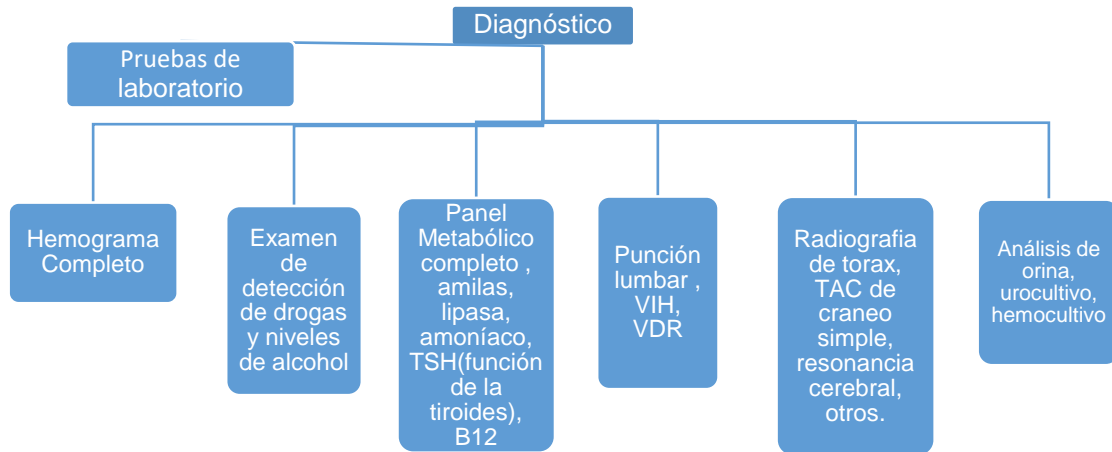 Diagnóstico
Pruebas de
laboratorio
Hemograma
Completo
Examen
de
detección
de drogas
y niveles
de alcohol
Panel
Metabólico
completo ,
amilas,
lipasa,
amoníaco,
TSH(función
de la
tiroides),
B12
Punción
lumbar ,
VIH,
VDR
Radiografia
de torax,
TAC de
craneo
simple,
resonancia
cerebral,
otros.
Análisis de
orina,
urocultivo,
hemocultivo